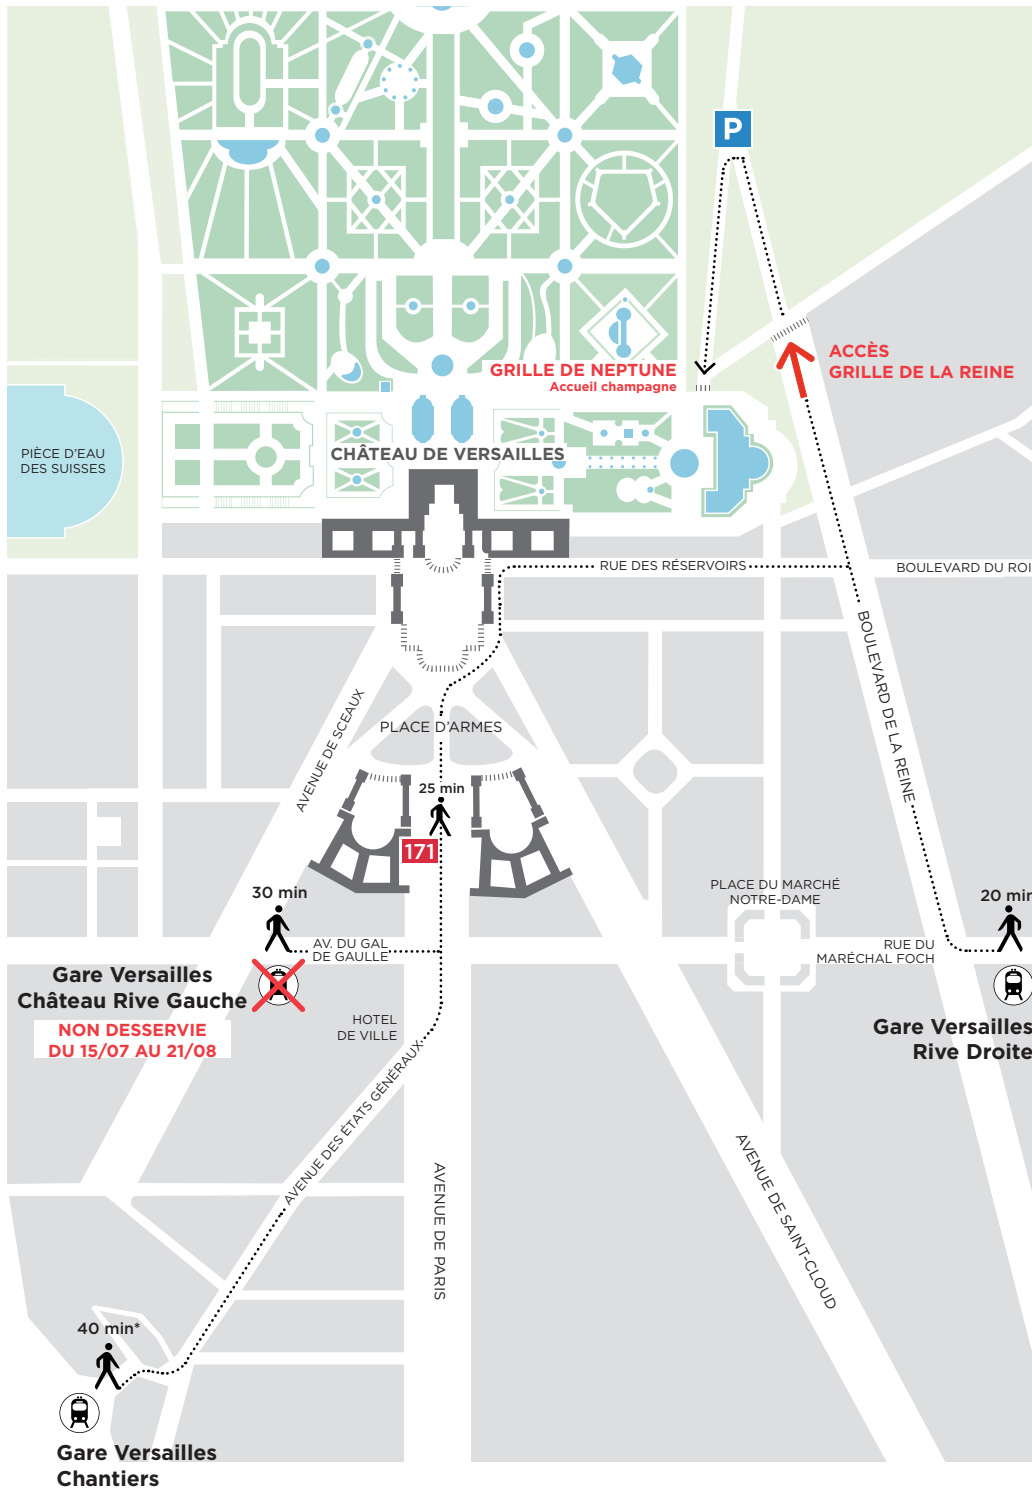 P
ACCÈS
GRILLE DE LA REINE
GRILLE DE NEPTUNE
Accueil champagne
PIÈCE D'EAU
DES SUISSES
CHÂTEAU DE VERSAILLES
RUE DES RÉSERVOIRS
BOULEVARD DU ROI
BOULEVARD DE LA REINE
AVENUE DE SCEAUX
PLACE D'ARMES
25 min
171
30 min
AV. DU GAL
DE GAULLE
Gare Versailles
Château Rive Gauche
NON DESSERVIE
DU 15/07 AU 21/08
HOTEL
DE VILLE
PLACE DU MARCHÉ
NOTRE-DAME
20 min
RUE DU
MARÉCHAL FOCH
Gare Versailles
Rive Droite
AVENUE DES ÉTATS GÉNÉRAUX
AVENUE DE PARIS
AVENUE DE SAINT-CLOUD
40 min*
Gare Versailles
Chantiers